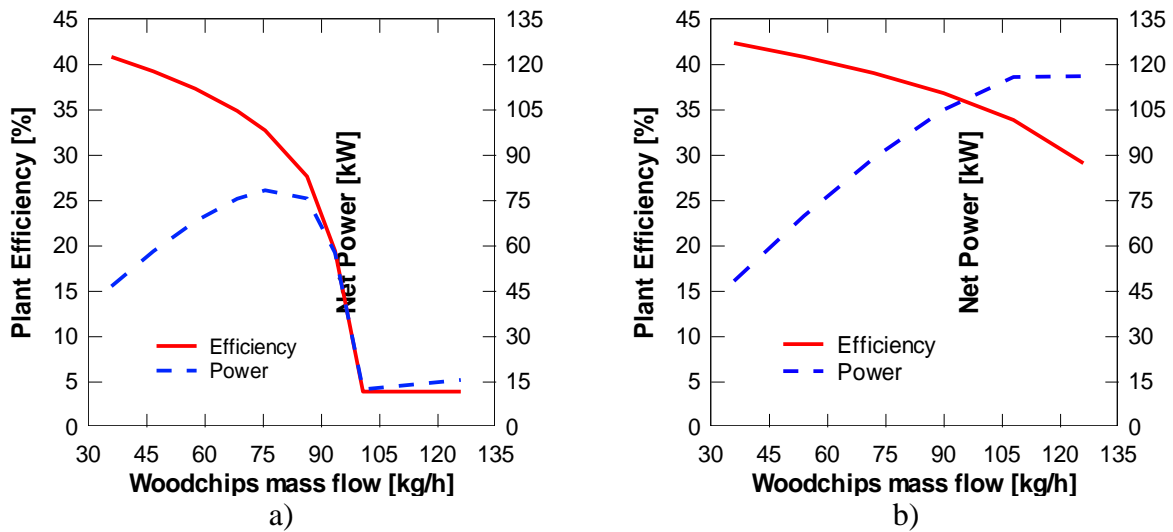 45
40
35
30
25
20
15
10
5
0
Plant Efficiency [%]
135
120
105
90
75
60
45
30
15
0
Net Power [kW]
Efficiency
Power
30 45 60 75 90 105 120 135
Woodchips mass flow [kg/h]
a)
45
40
35
30
25
20
15
10
5
0
Plant Efficiency [%]
135
120
105
90
75
60
45
30
15
0
Net Power [kW]
Efficiency
Power
30 45 60 75 90 105 120 135
Woodchips mass flow [kg/h]
b)